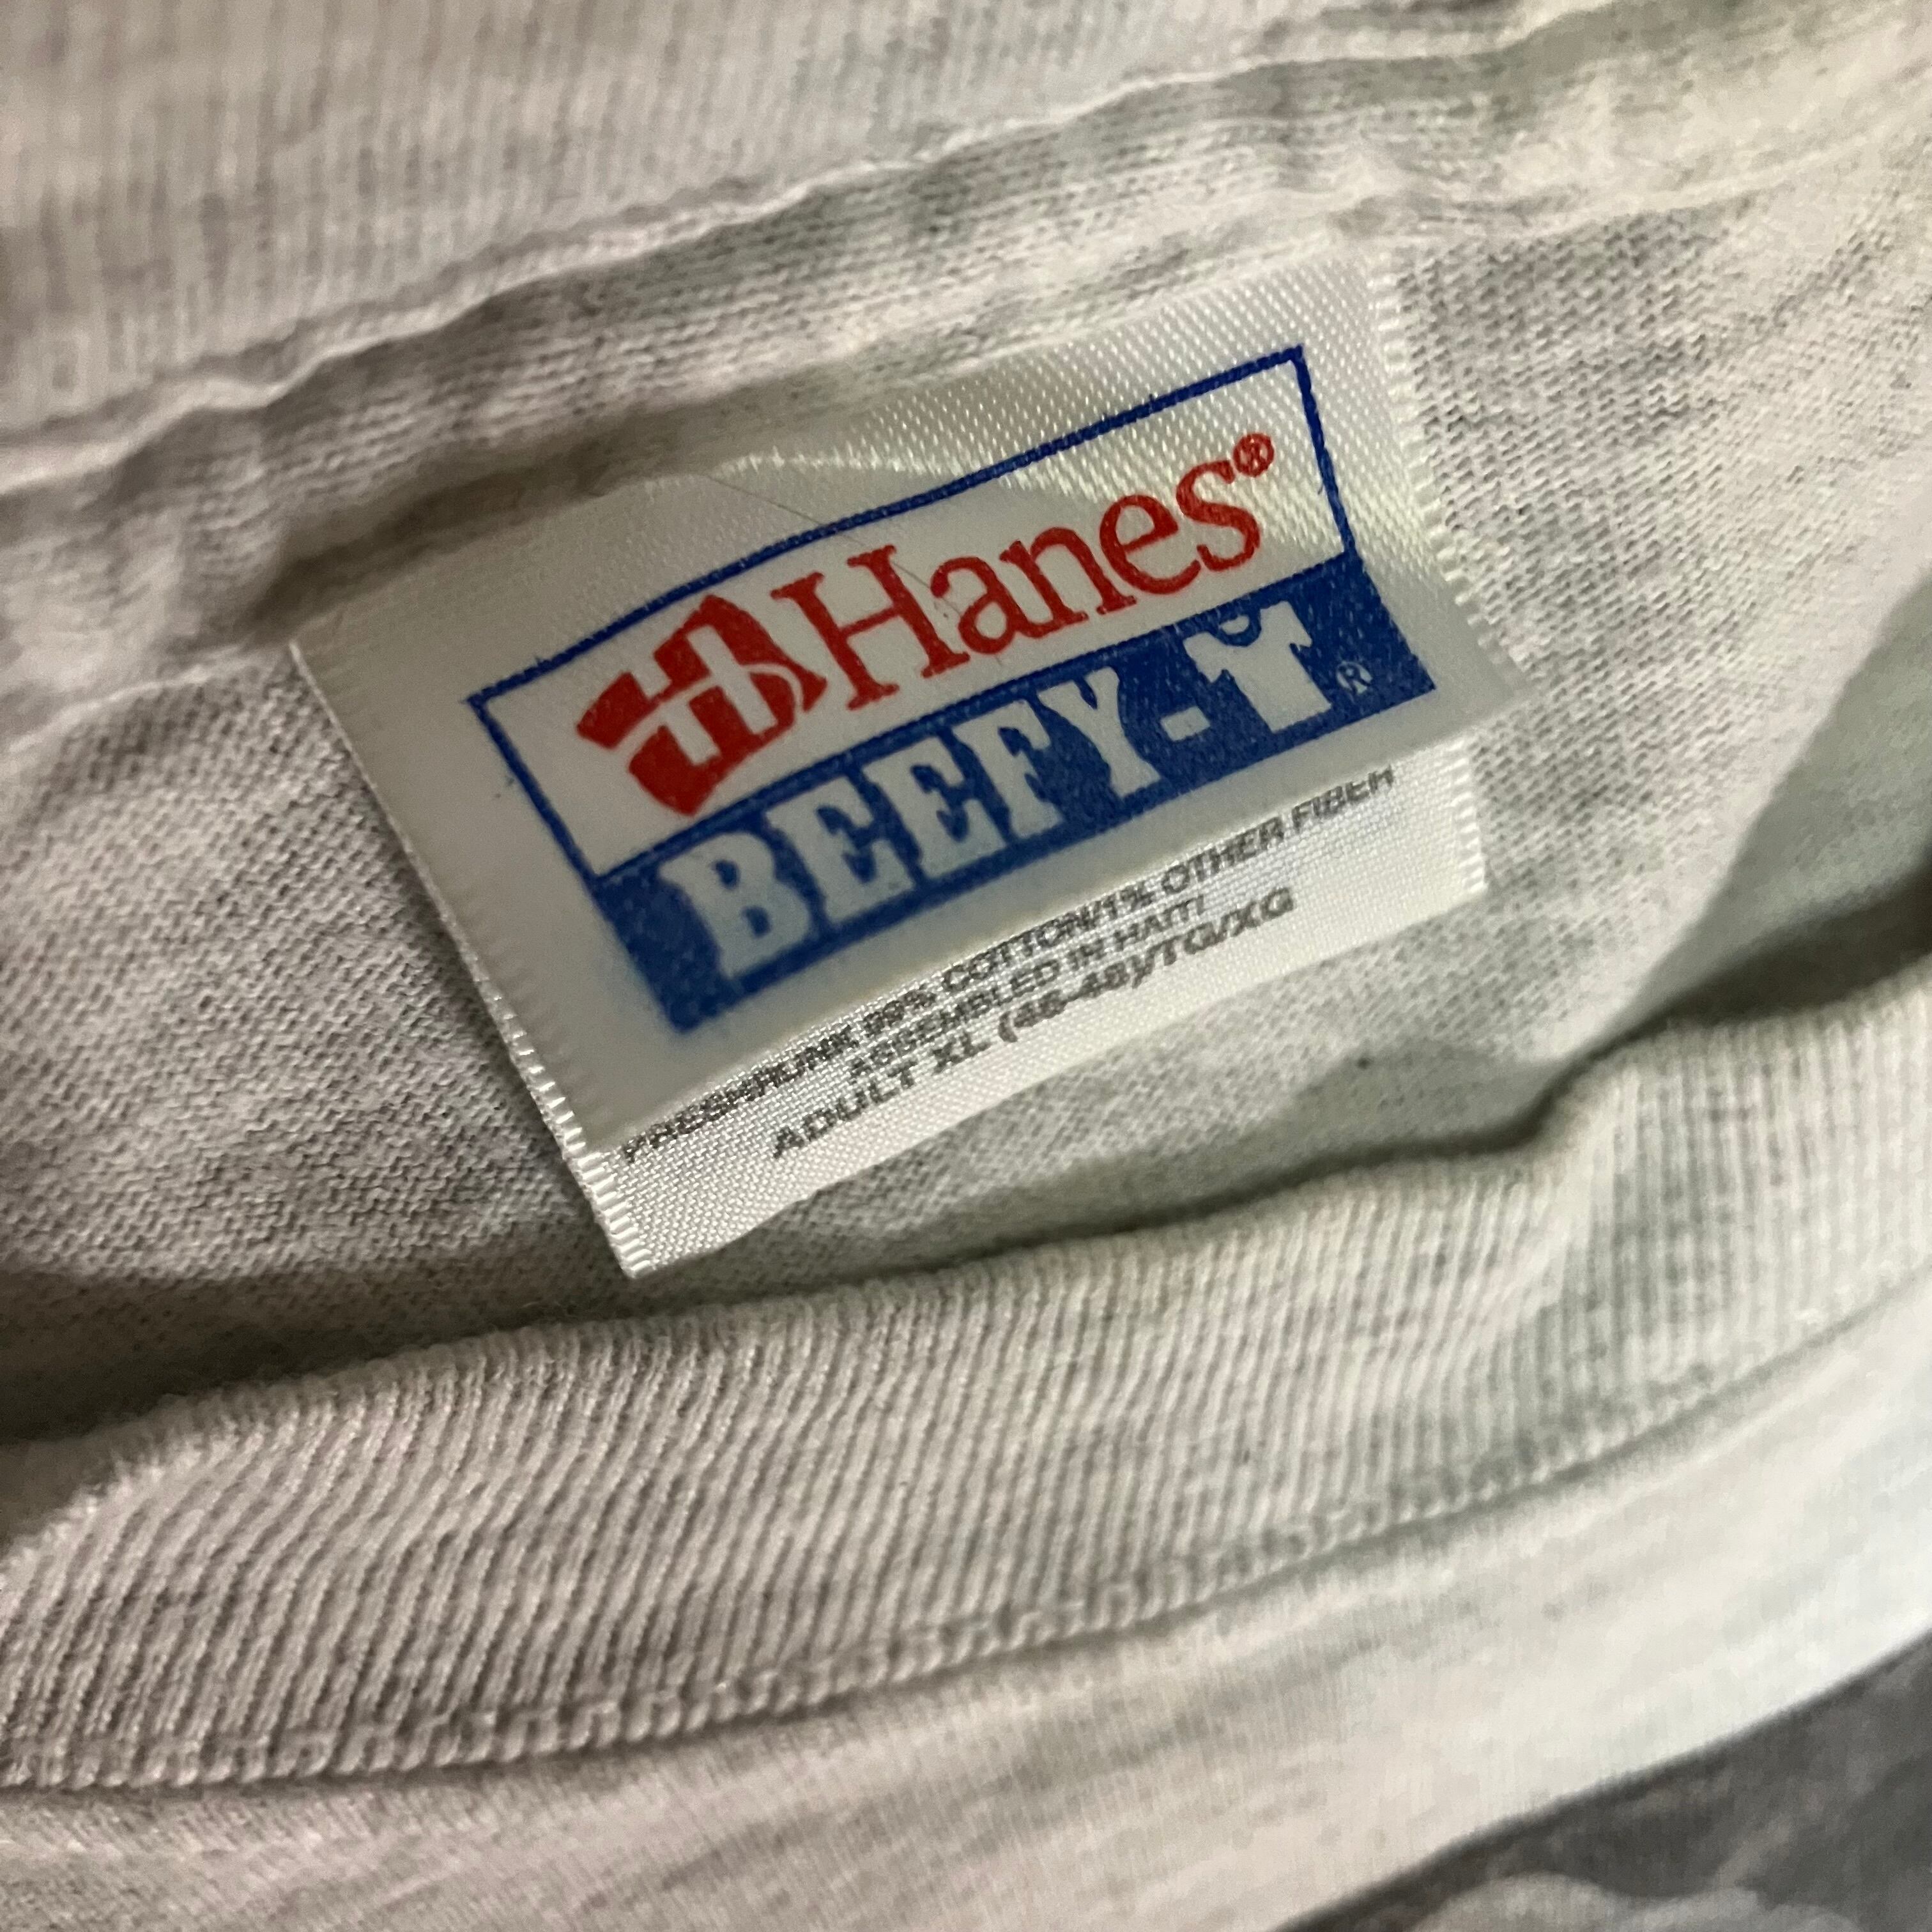 Hanes®
BEEFY-T®
PRESHRUNK 99% COTTON/1% OTHER FIBER
ASSEMBLED IN HAITI
ADULT XL (46-48)/TG/XG